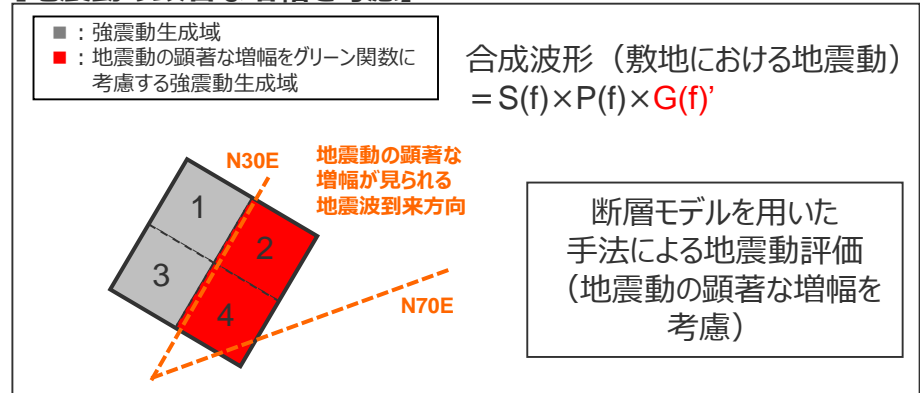 ■：強震動生成域
■：地震動の顕著な増幅をグリーン関数に
考慮する強震動生成域
合成波形（敷地における地震動）
＝S(f)×P(f)×G(f)’
N30E
地震動の顕著な
増幅が見られる
地震波到来方向
1
2
3
4
N70E
断層モデルを用いた
手法による地震動評価
（地震動の顕著な増幅を
考慮）